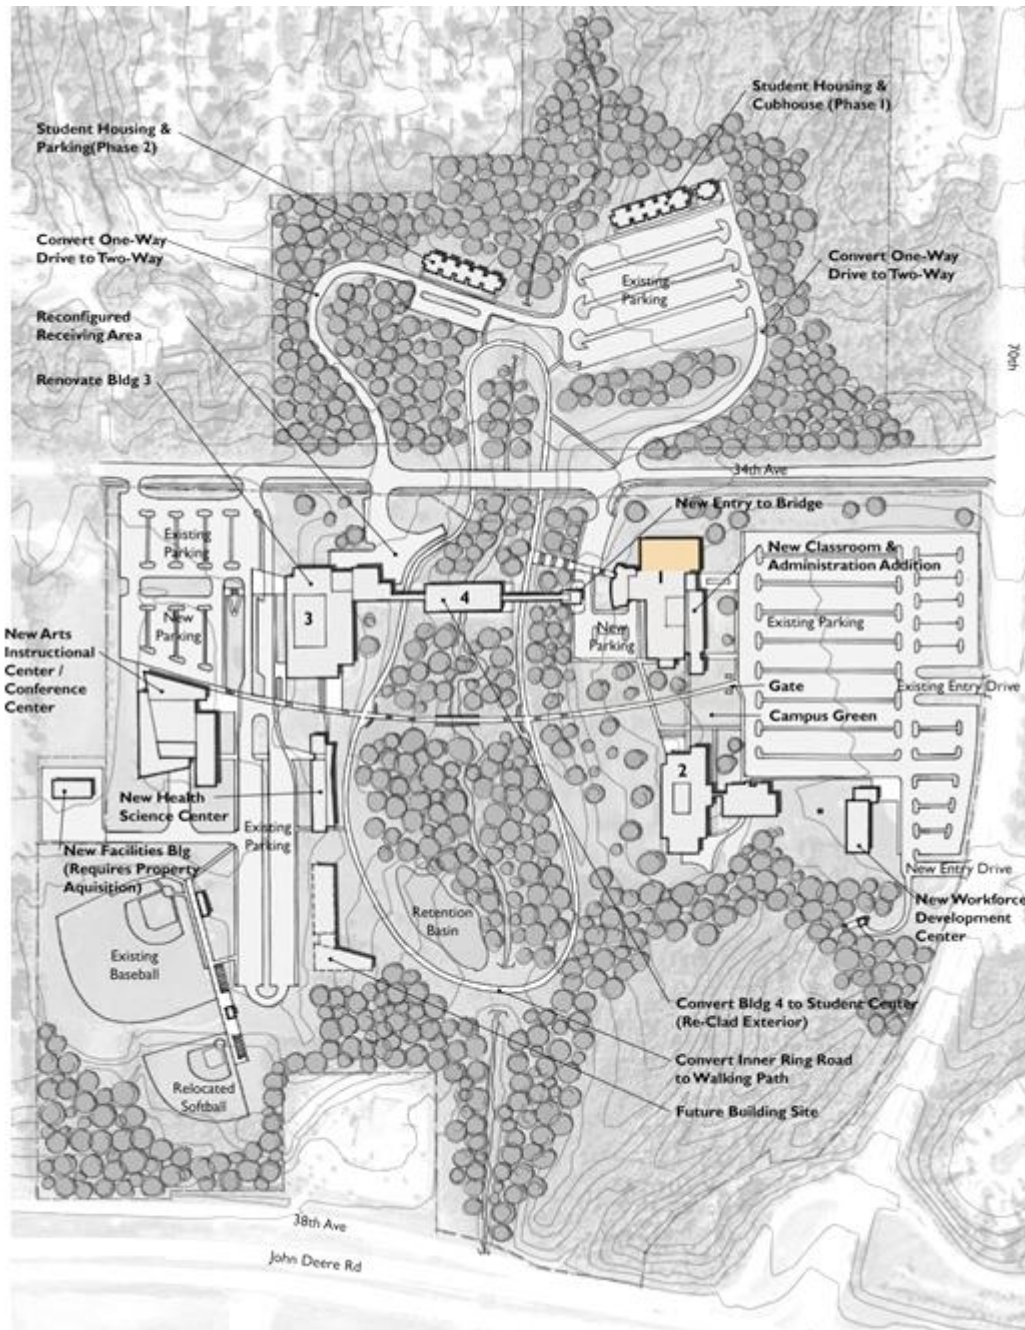 Student Housing &
Cubhouse (Phase 1)
Student Housing &
Parking(Phase 2)
Convert One-Way
Drive to Two-Way
Convert One-Way
Drive to Two-Way
Existing
Parking
Reconfigured
Receiving Area
70th
Renovate Bldg 3
34th Ave
New Entry to Bridge
Existing
Parking
New Classroom &
Administration Addition
1
4
3
New
Parking
New
Parking
Existing Parking
New Arts
Instructional
Center /
Conference
Center
Gate
Existing Entry Drive
Campus Green
2
New Health
Science Center
Existing
Parking
New Facilities Blg
(Requires Property
Aquisition)
New Entry Drive
New Workforce
Development
Center
Retention
Basin
Existing
Baseball
Convert Bldg 4 to Student Center
(Re-Clad Exterior)
Convert Inner Ring Road
to Walking Path
Relocated
Softball
Future Building Site
38th Ave
John Deere Rd